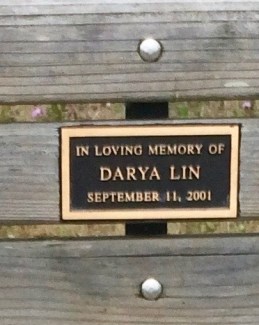 IN LOVING MEMORY OF
DARYA LIN
SEPTEMBER 11, 2001